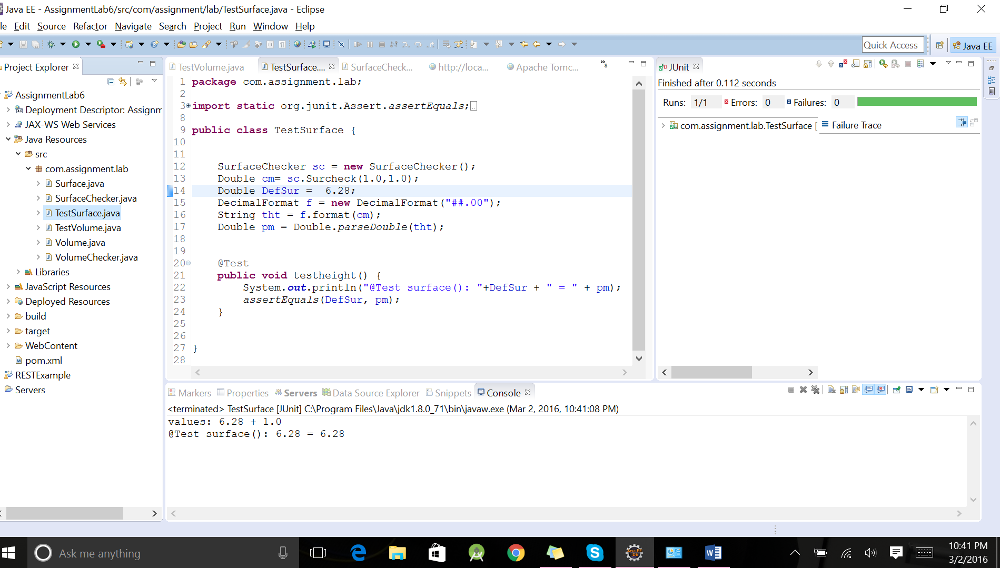 Java EE - AssignmentLab6/src/com/assignment/lab/TestSurface.java - Eclipse
le Edit Source Refactor Navigate Search Project Run Window Help
Quick Access
Java EE
Project Explorer
AssignmentLab6
Deployment Descriptor: Assignm
JAX-WS Web Services
Java Resources
src
com.assignment.lab
Surface.java
SurfaceChecker.java
TestSurface.java
TestVolume.java
Volume.java
VolumeChecker.java
Libraries
JavaScript Resources
Deployed Resources
build
target
WebContent
pom.xml
RESTExample
Servers
TestVolume.java TestSurface.... SurfaceCheck... http://loca... Apache Tomc... »8
1 package com.assignment.lab;
2
3 import static org.junit.Assert.assertEquals;
8
9 public class TestSurface {
10
11
12 SurfaceChecker sc = new SurfaceChecker();
13 Double cm= sc.Surcheck(1.0,1.0);
14 Double DefSur =  6.28;
15 DecimalFormat f = new DecimalFormat("##.00");
16 String tht = f.format(cm);
17 Double pm = Double.parseDouble(tht);
18
19
20 @Test
21 public void testheight() {
22 System.out.println("@Test surface(): "+DefSur + " = " + pm);
23 assertEquals(DefSur, pm);
24 }
25
26
27 }
28
JUnit
Finished after 0.112 seconds
Runs: 1/1 Errors: 0 Failures: 0
com.assignment.lab.TestSurface [
Failure Trace
Markers Properties Servers Data Source Explorer Snippets Console
<terminated> TestSurface [JUnit] C:\Program Files\Java\jdk1.8.0_71\bin\javaw.exe (Mar 2, 2016, 10:41:08 PM)
values: 6.28 + 1.0
@Test surface(): 6.28 = 6.28
Ask me anything
Java EE
IDE
10:41 PM
3/2/2016